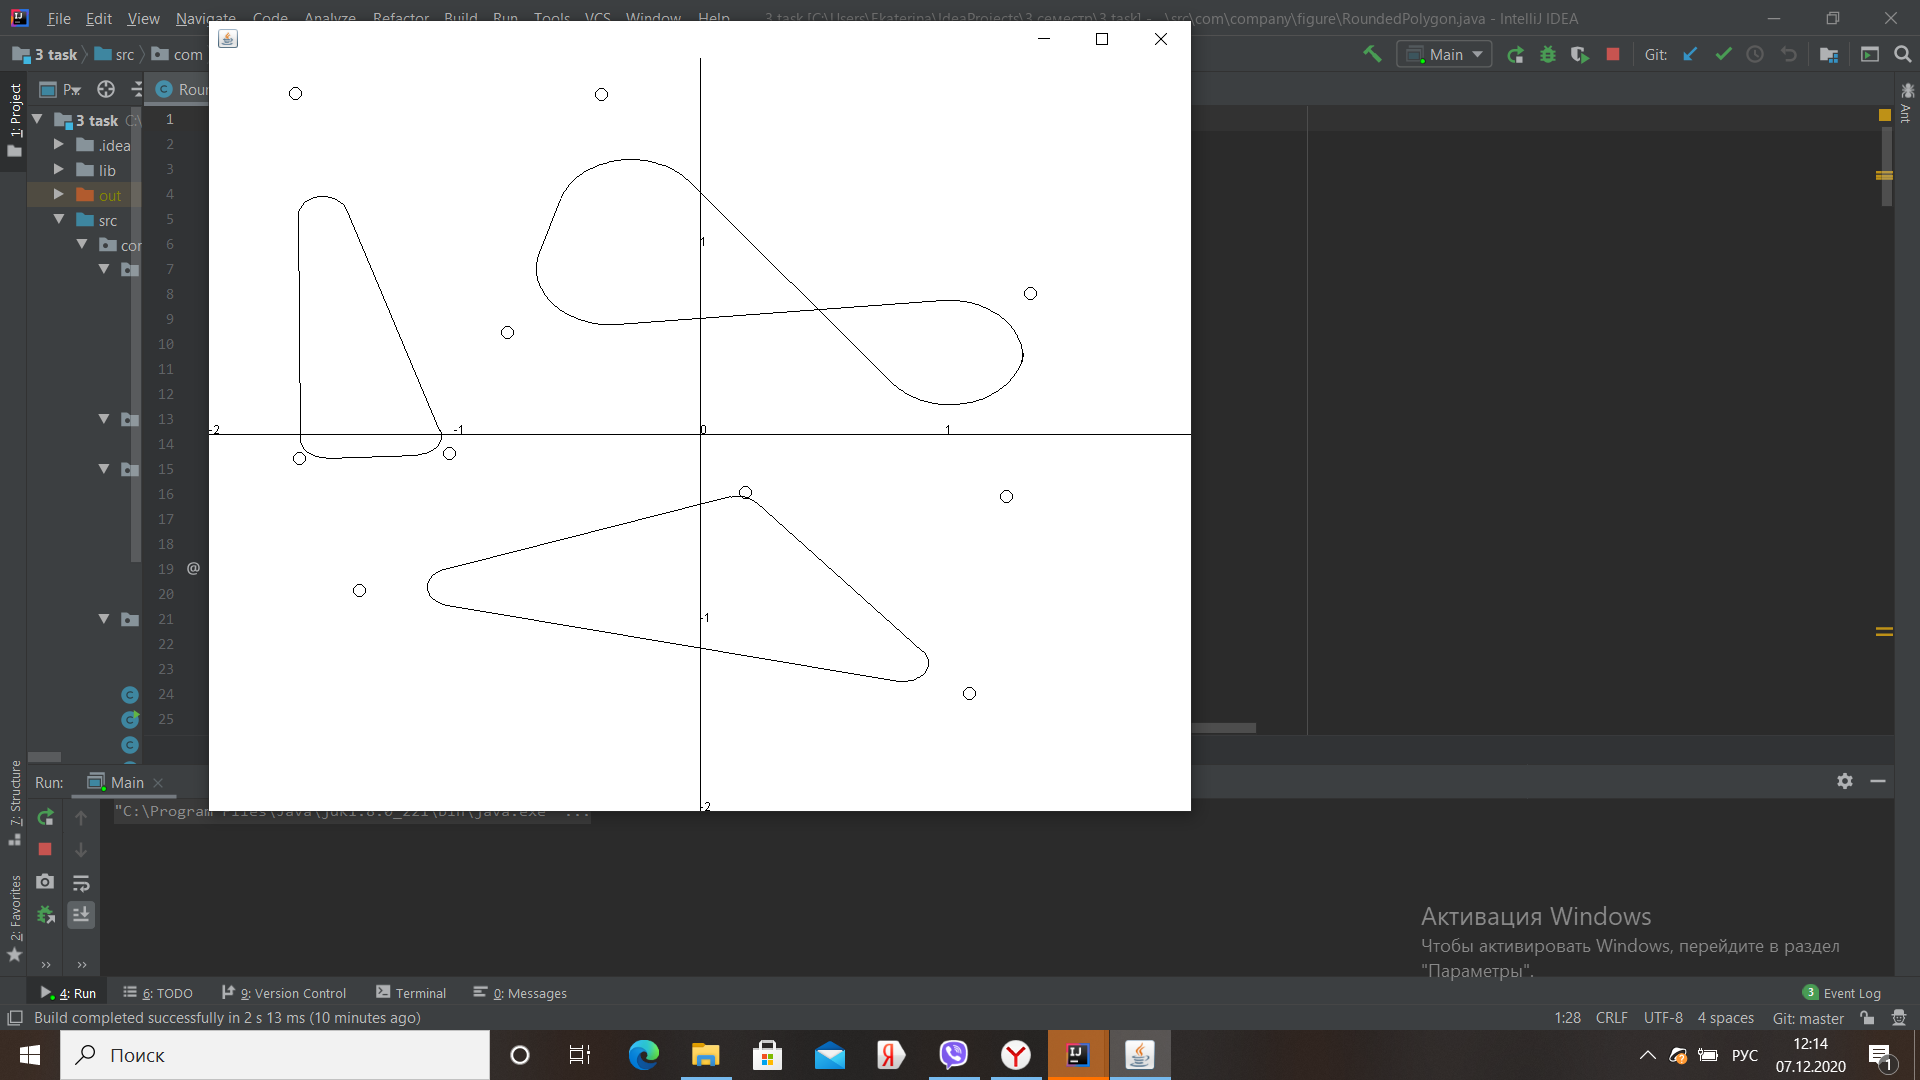 File Edit View Navigate Code Analyze Refactor Build Run Tools VCS Window Help 3 task [C:\Users\Ekaterina\IdeaProjects\3 семестр\3 task] - ...\src\com\company\figure\RoundedPolygon.java - IntelliJ IDEA
3 task src com Main Git:
1: Project
Ant
P... Roun
3 task C:\
.idea
lib
out
src
cor
1
2
3
4
5
6
7
8
9
10
11
12
13
14
15
16
17
18
19 @
20
21
22
23
24
25
1
-2 -1 0 1
-1
-2
7: Structure
2: Favorites
Run: Main
"C:\Program Files\Java\jdk1.8.0_221\bin\java.exe" ...
Активация Windows
Чтобы активировать Windows, перейдите в раздел
"Параметры".
4: Run 6: TODO 9: Version Control Terminal 0: Messages 3 Event Log
Build completed successfully in 2 s 13 ms (10 minutes ago) 1:28 CRLF UTF-8 4 spaces Git: master
Поиск
РУС
12:14
07.12.2020
1